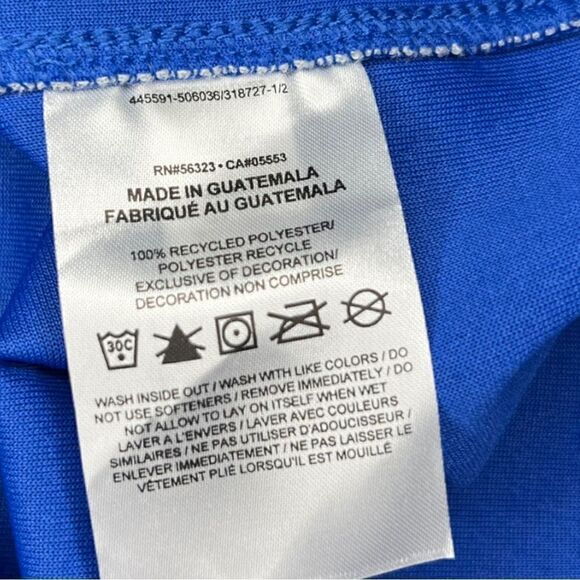 445591-506036/318727-1/2
RN#56323 • CA#05553
MADE IN GUATEMALA
FABRIQUÉ AU GUATEMALA
100% RECYCLED POLYESTER/
POLYESTER RECYCLE
EXCLUSIVE OF DECORATION/
DECORATION NON COMPRISE
30C
WASH INSIDE OUT / WASH WITH LIKE COLORS / DO
NOT USE SOFTENERS / REMOVE IMMEDIATELY / DO
NOT ALLOW TO LAY ON ITSELF WHEN WET
LAVER A L'ENVERS / LAVER AVEC COULEURS
SIMILAIRES / NE PAS UTILISER D'ADOUCISSEUR /
ENLEVER IMMEDIATEMENT / NE PAS LAISSER LE
VÊTEMENT PLIÉ LORSQU'IL EST MOUILLÉ